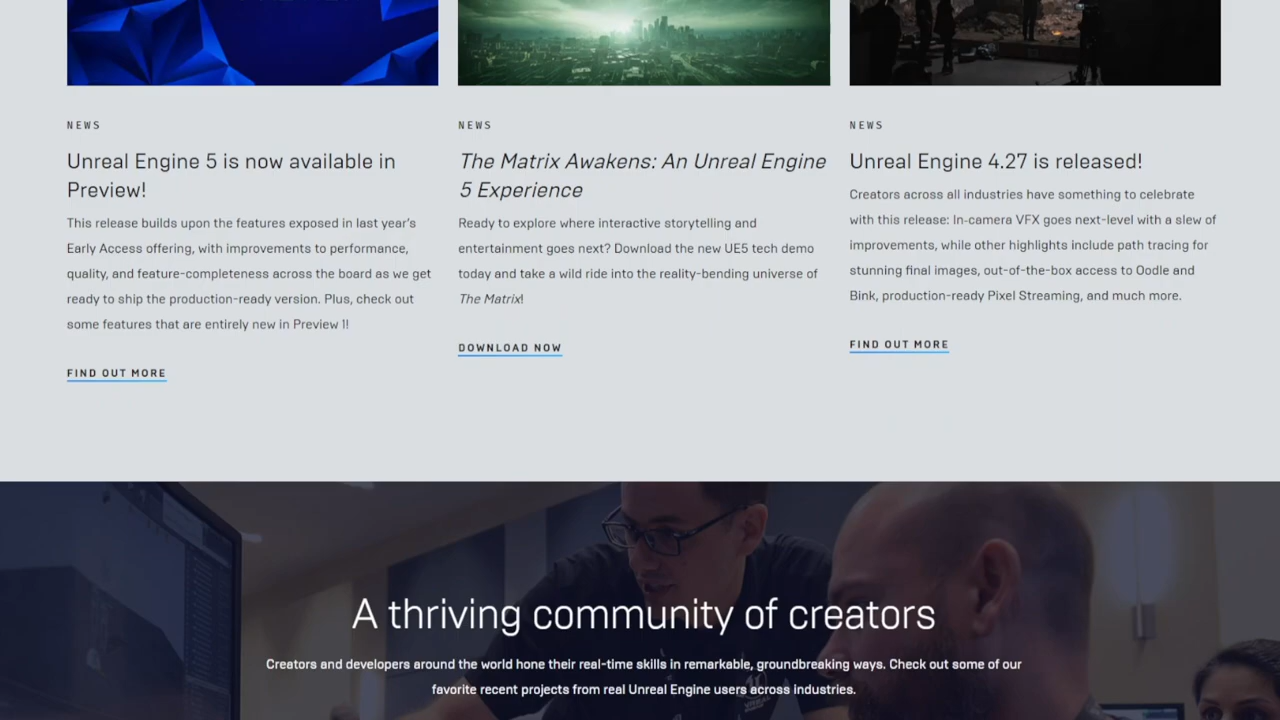 NEWS
Unreal Engine 5 is now available in
Preview!
This release builds upon the features exposed in last year's
Early Access offering, with improvements to performance,
quality, and feature-completeness across the board as we get
ready to ship the production-ready version. Plus, check out
some features that are entirely new in Preview 1!
FIND OUT MORE
NEWS
The Matrix Awakens: An Unreal Engine
5 Experience
Ready to explore where interactive storytelling and
entertainment goes next? Download the new UE5 tech demo
today and take a wild ride into the reality-bending universe of
The Matrix!
DOWNLOAD NOW
NEWS
Unreal Engine 4.27 is released!
Creators across all industries have something to celebrate
with this release: In-camera VFX goes next-level with a slew of
improvements, while other highlights include path tracing for
stunning final images, out-of-the-box access to Oodle and
Bink, production-ready Pixel Streaming, and much more.
FIND OUT MORE
A thriving community of creators
Creators and developers around the world hone their real-time skills in remarkable, groundbreaking ways. Check out some of our
favorite recent projects from real Unreal Engine users across industries.